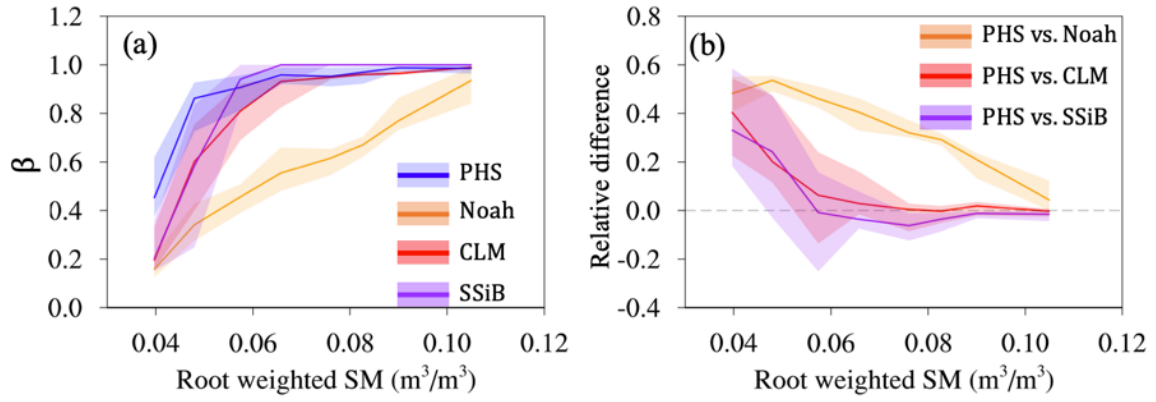 (a)
β
1.2
1.0
0.8
0.6
0.4
0.2
0.0
PHS
Noah
CLM
SSiB
0.04 0.06 0.08 0.10 0.12
Root weighted SM (m³/m³)
(b)
Relative difference
0.8
0.6
0.4
0.2
0.0
-0.2
-0.4
PHS vs. Noah
PHS vs. CLM
PHS vs. SSiB
0.04 0.06 0.08 0.10 0.12
Root weighted SM (m³/m³)